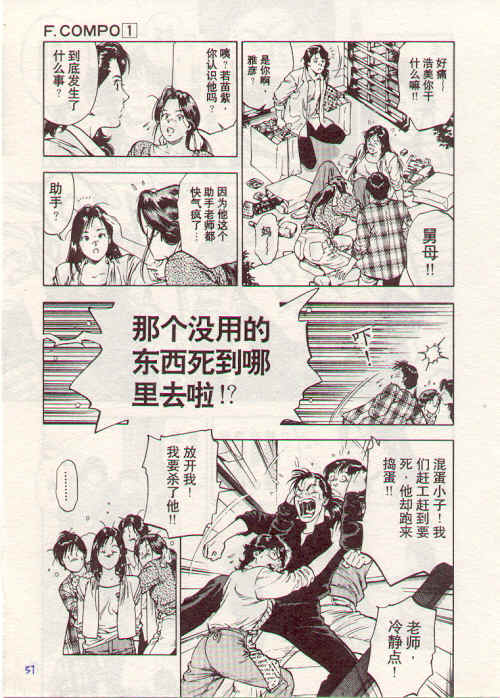 F. COMPO 1
好痛~
浩美你干
什么嘛!!
是你啊,
雅彦?
舅母!!
妈
咦?若苗紫,
你认识他吗?
到底发生了
什么事?
因为他这个
助手老师都
快气疯了…
助手?
吓!
那个没用的
东西死到哪
里去啦!?
混蛋小子!我
们赶工赶到要
死,他却跑来
捣蛋!!
老师,
冷静点!
放开我!
我要杀了他!!
………
57